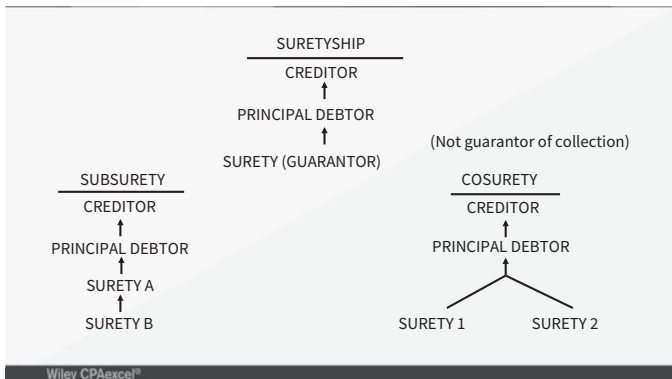 SURETYSHIP
CREDITOR
PRINCIPAL DEBTOR
SURETY (GUARANTOR)
(Not guarantor of collection)
SUBSURETY
CREDITOR
PRINCIPAL DEBTOR
SURETY A
SURETY B
COSURETY
CREDITOR
PRINCIPAL DEBTOR
SURETY 1 SURETY 2
Wiley CPAexcel®